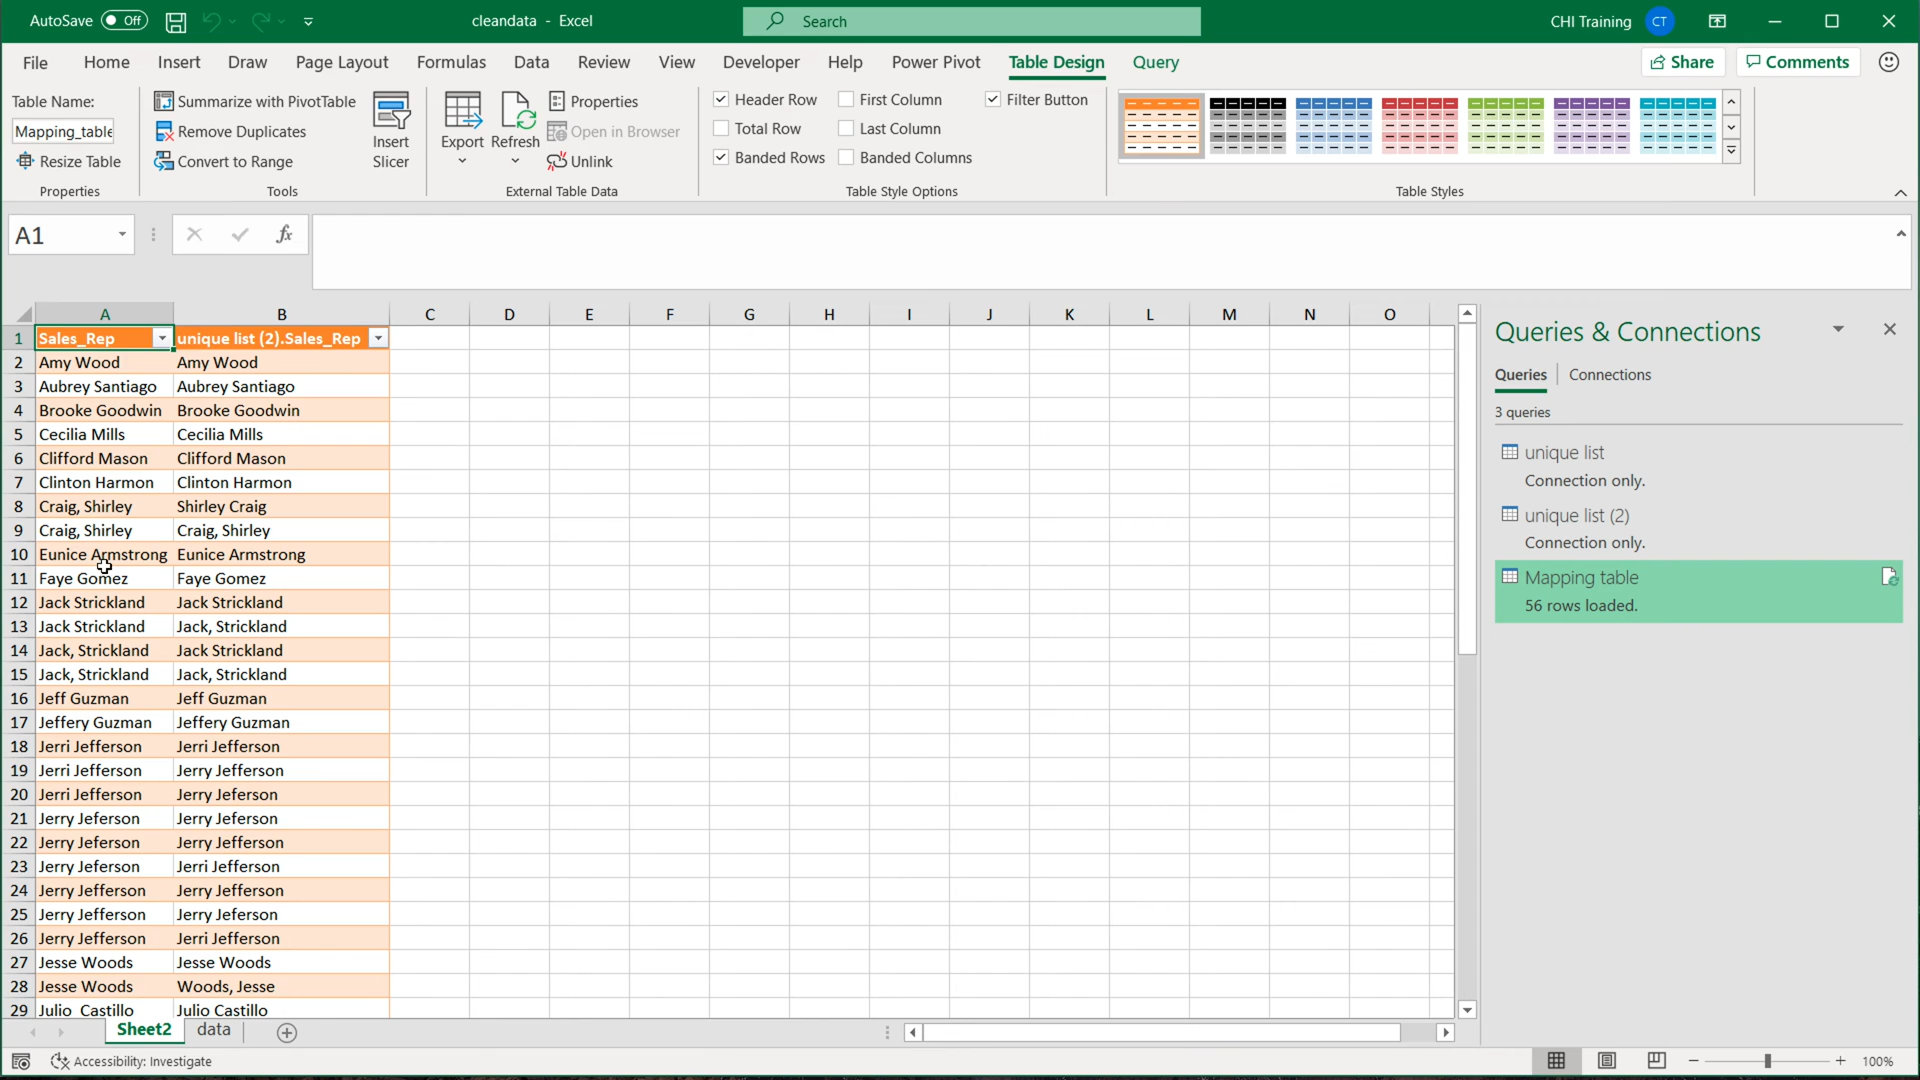 AutoSave Off cleandata - Excel Search CHI Training CT
File Home Insert Draw Page Layout Formulas Data Review View Developer Help Power Pivot Table Design Query Share Comments
Table Name:
Mapping_table
Resize Table
Properties
Summarize with PivotTable
Remove Duplicates
Convert to Range
Insert
Slicer
Tools
Export
Refresh
Properties
Open in Browser
Unlink
External Table Data
Header Row First Column Filter Button
Total Row Last Column
Banded Rows Banded Columns
Table Style Options
Table Styles
A1 fx
A B C D E F G H I J K L M N O
1 Sales_Rep unique list (2).Sales_Rep
2 Amy Wood Amy Wood
3 Aubrey Santiago Aubrey Santiago
4 Brooke Goodwin Brooke Goodwin
5 Cecilia Mills Cecilia Mills
6 Clifford Mason Clifford Mason
7 Clinton Harmon Clinton Harmon
8 Craig, Shirley Shirley Craig
9 Craig, Shirley Craig, Shirley
10 Eunice Armstrong Eunice Armstrong
11 Faye Gomez Faye Gomez
12 Jack Strickland Jack Strickland
13 Jack Strickland Jack, Strickland
14 Jack, Strickland Jack Strickland
15 Jack, Strickland Jack, Strickland
16 Jeff Guzman Jeff Guzman
17 Jeffery Guzman Jeffery Guzman
18 Jerri Jefferson Jerri Jefferson
19 Jerri Jefferson Jerry Jefferson
20 Jerri Jefferson Jerry Jeferson
21 Jerry Jeferson Jerry Jeferson
22 Jerry Jeferson Jerry Jefferson
23 Jerry Jeferson Jerri Jefferson
24 Jerry Jefferson Jerry Jefferson
25 Jerry Jefferson Jerry Jeferson
26 Jerry Jefferson Jerri Jefferson
27 Jesse Woods Jesse Woods
28 Jesse Woods Woods, Jesse
29 Julio Castillo Julio Castillo
Queries & Connections
Queries Connections
3 queries
unique list
Connection only.
unique list (2)
Connection only.
Mapping table
56 rows loaded.
Sheet2 data
Accessibility: Investigate 100%